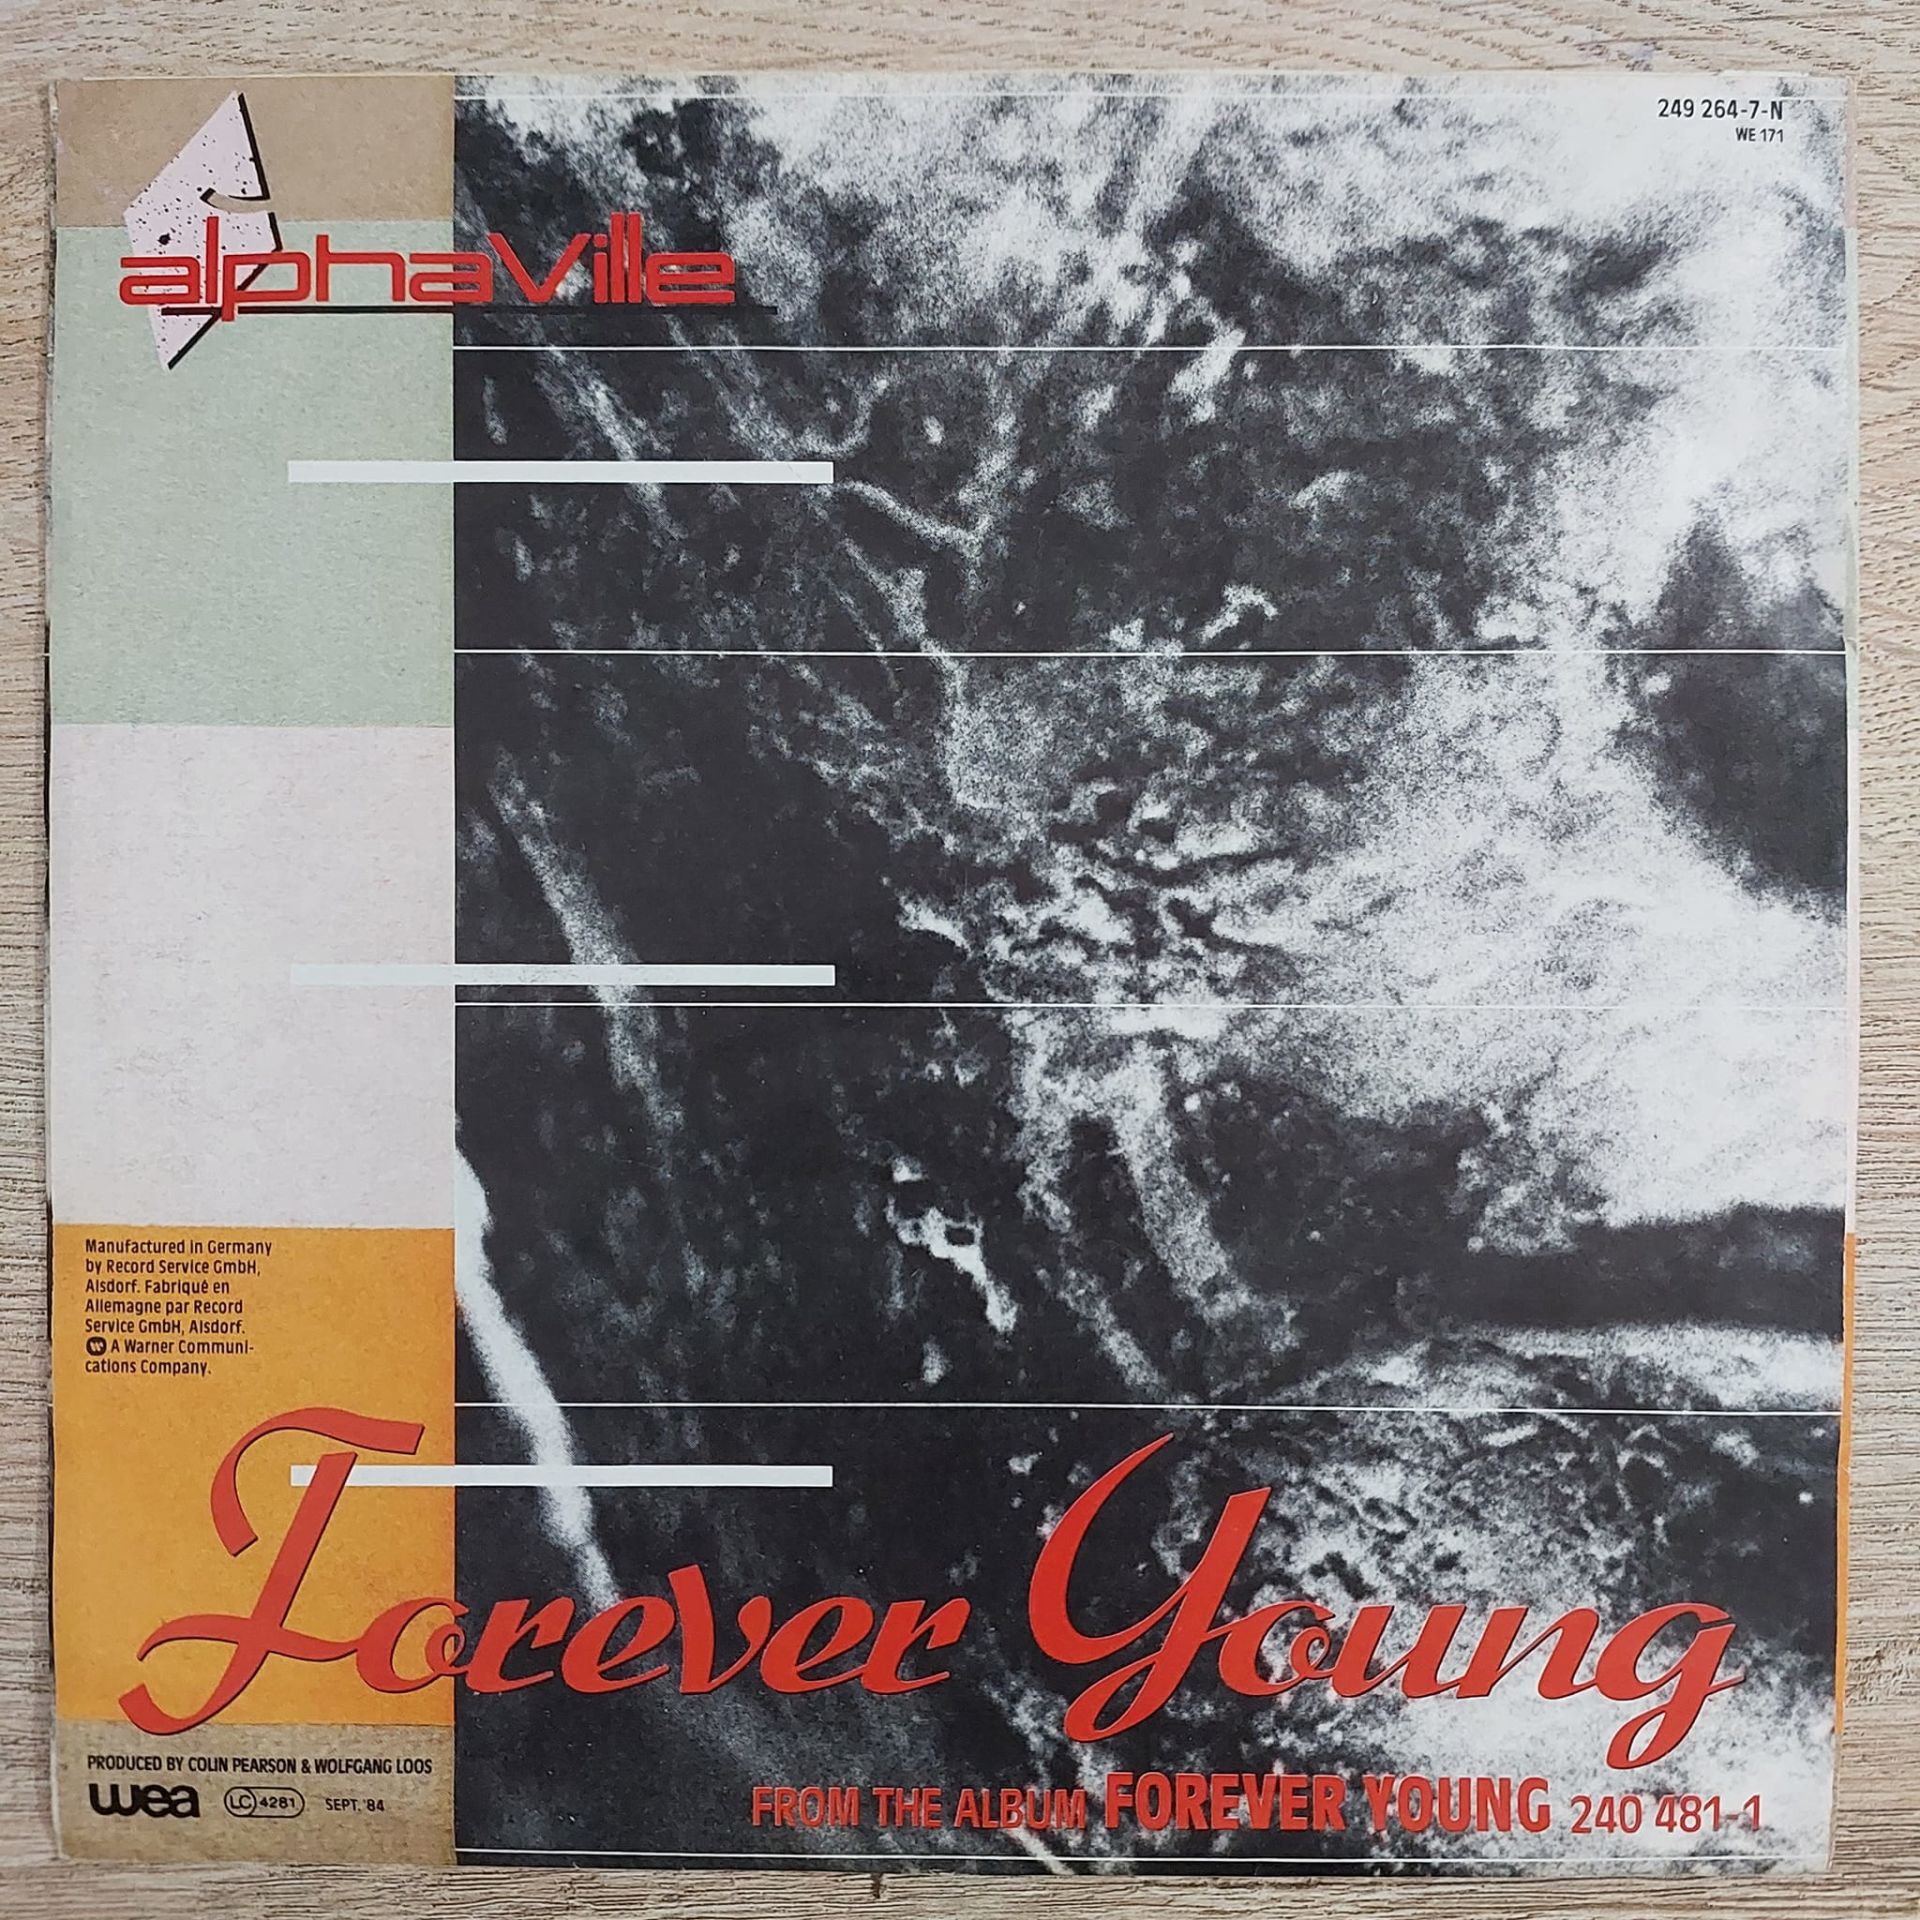 249 264-7-N
WE 171
alphaville
Manufactured in Germany
by Record Service GmbH,
Alsdorf. Fabriqué en
Allemagne par Record
Service GmbH, Alsdorf.
A Warner Communi-
cations Company.
Forever Young
PRODUCED BY COLIN PEARSON & WOLFGANG LOOS
wea LC 4281 SEPT. '84
FROM THE ALBUM FOREVER YOUNG 240 481-1